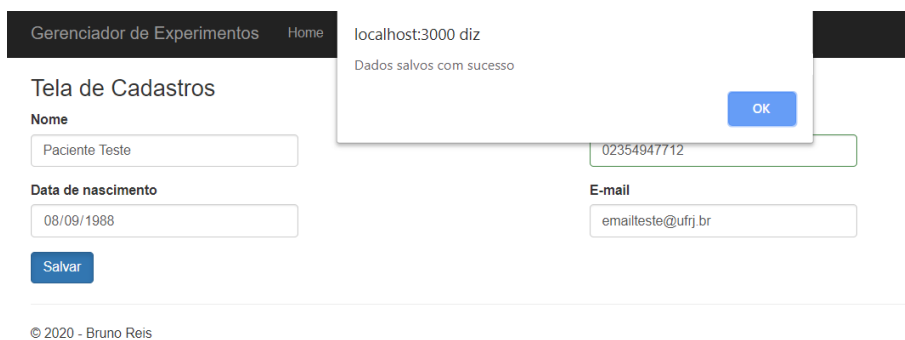 Gerenciador de Experimentos Home
localhost:3000 diz
Dados salvos com sucesso
OK
Tela de Cadastros
Nome
Paciente Teste
02354947712
Data de nascimento
E-mail
08/09/1988
emailteste@ufrj.br
Salvar
© 2020 - Bruno Reis